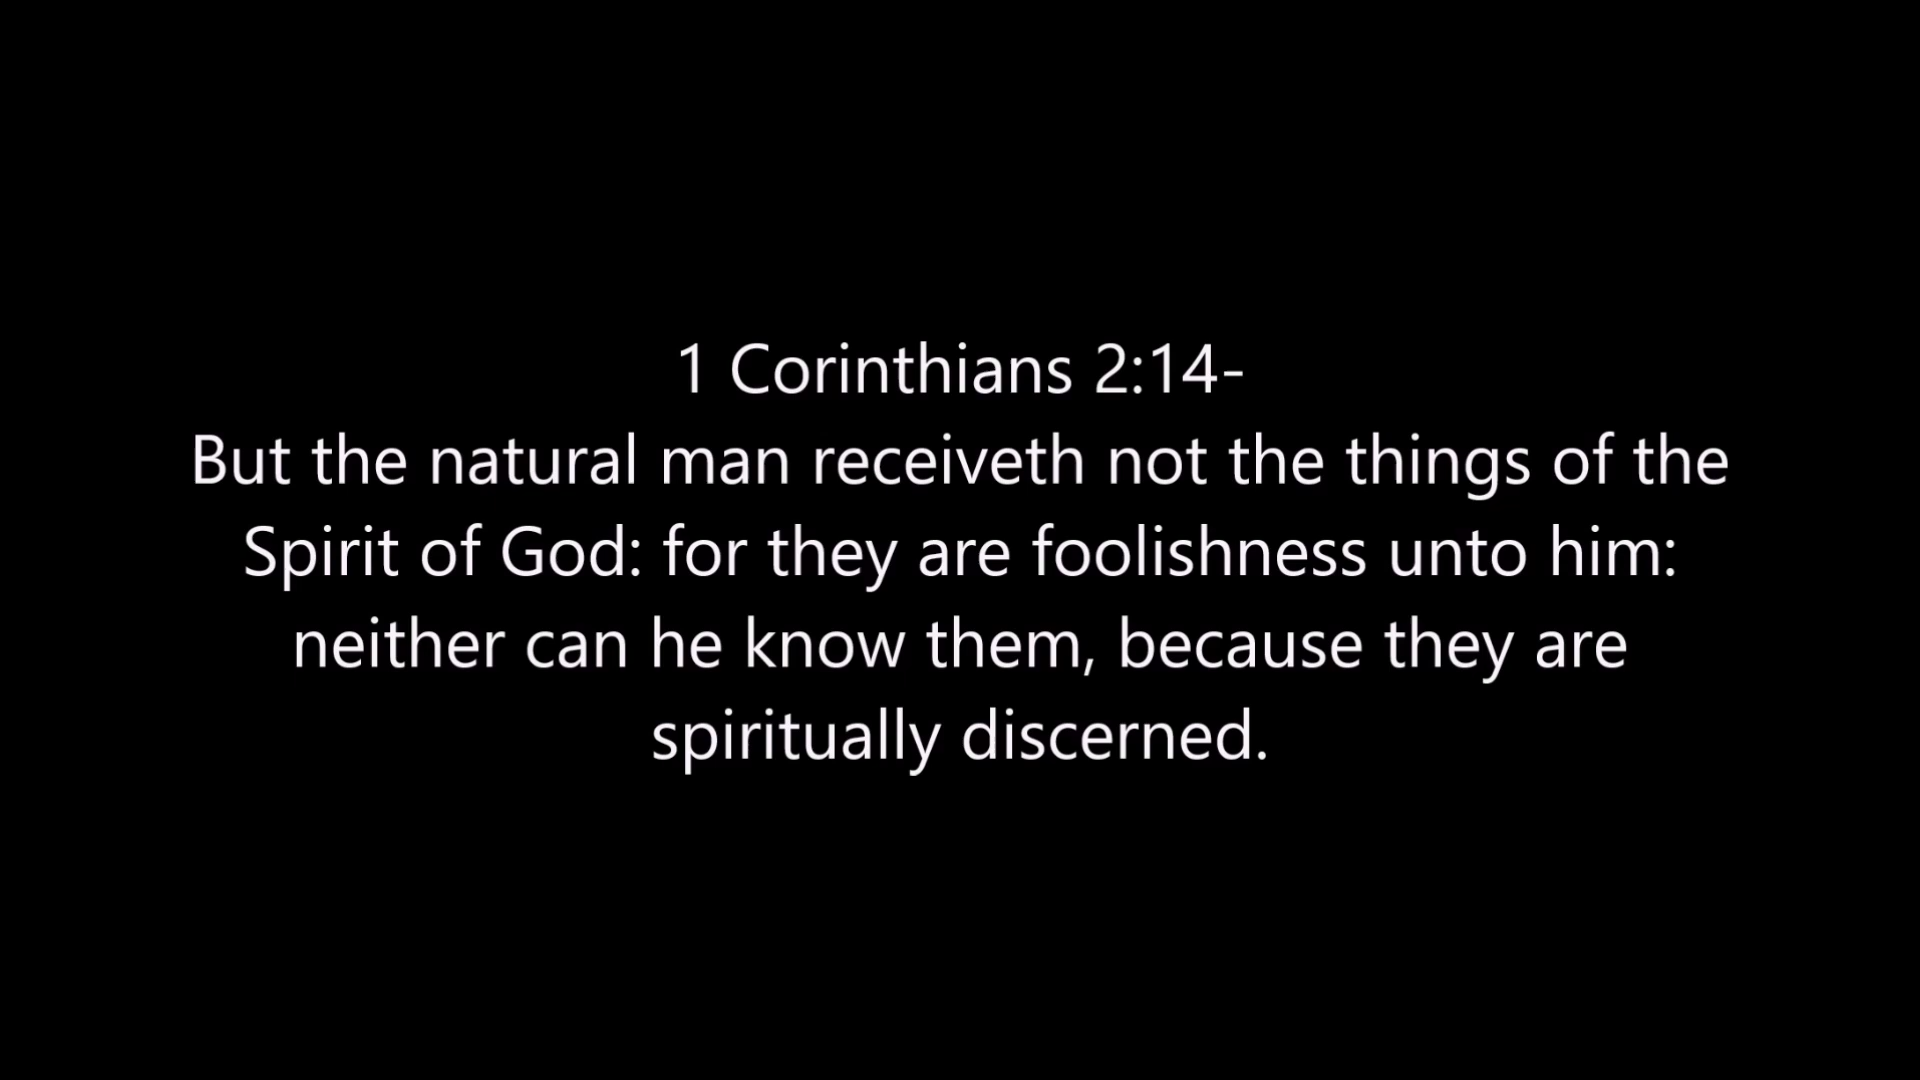 1 Corinthians 2:14-
But the natural man receiveth not the things of the
Spirit of God: for they are foolishness unto him:
neither can he know them, because they are
spiritually discerned.